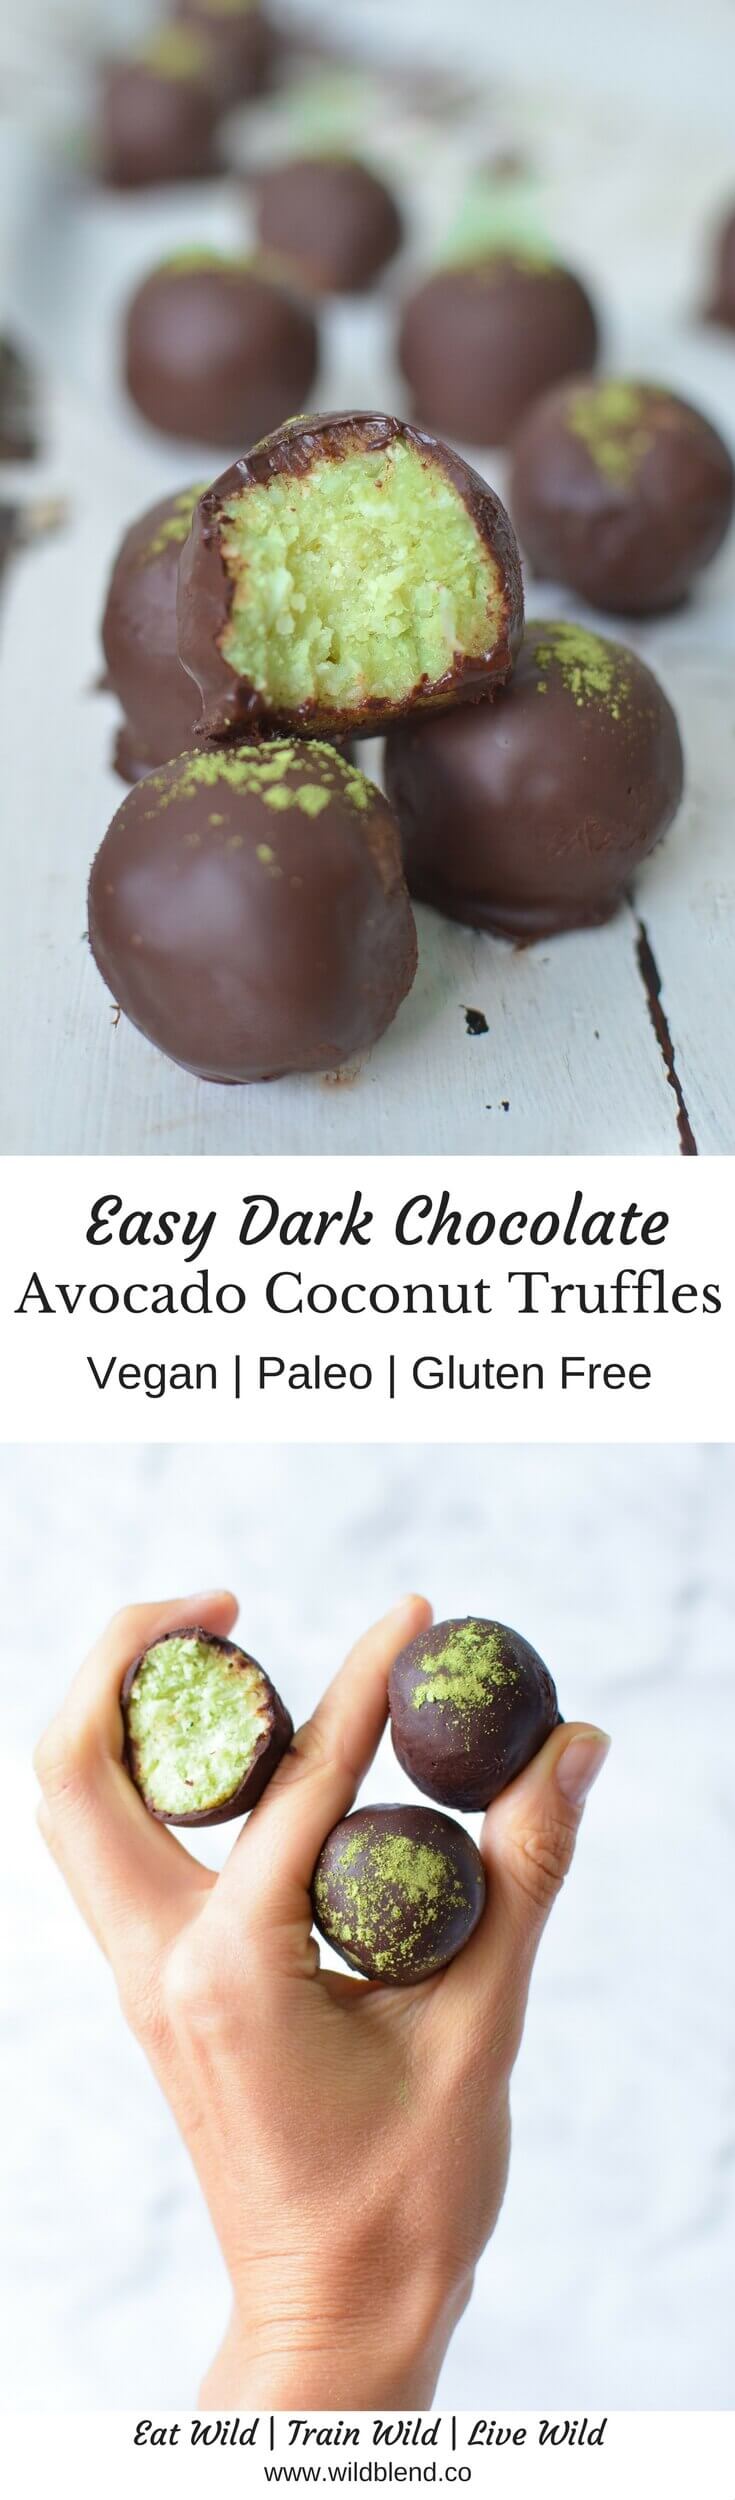 Easy Dark Chocolate
Avocado Coconut Truffles
Vegan | Paleo | Gluten Free
Eat Wild | Train Wild | Live Wild
www.wildblend.co